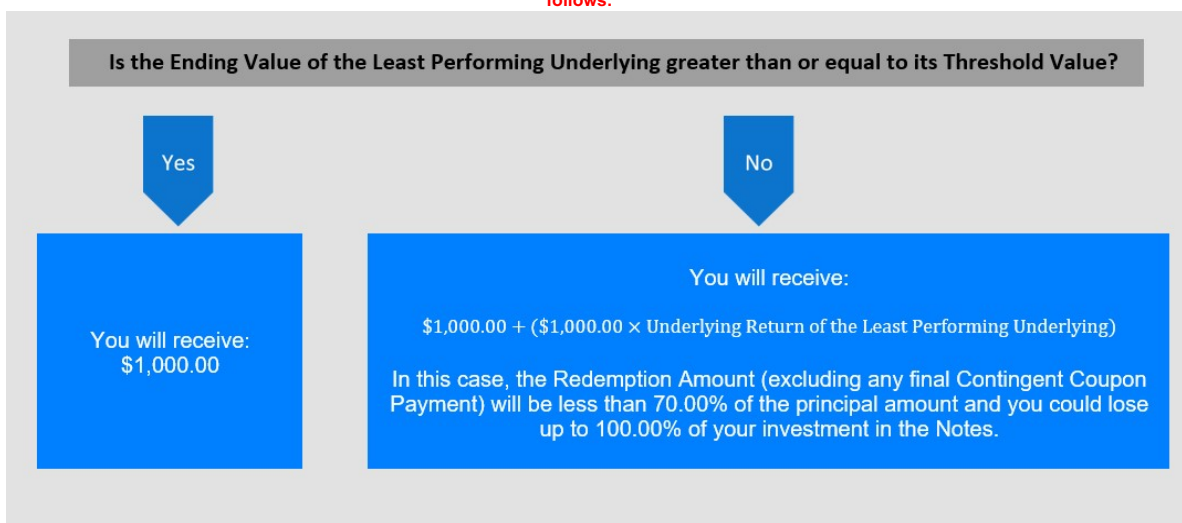 follows:
Is the Ending Value of the Least Performing Underlying greater than or equal to its Threshold Value?
Yes
No
You will receive:
$1,000.00
You will receive:
$1,000.00 + ($1,000.00 × Underlying Return of the Least Performing Underlying)
In this case, the Redemption Amount (excluding any final Contingent Coupon
Payment) will be less than 70.00% of the principal amount and you could lose
up to 100.00% of your investment in the Notes.